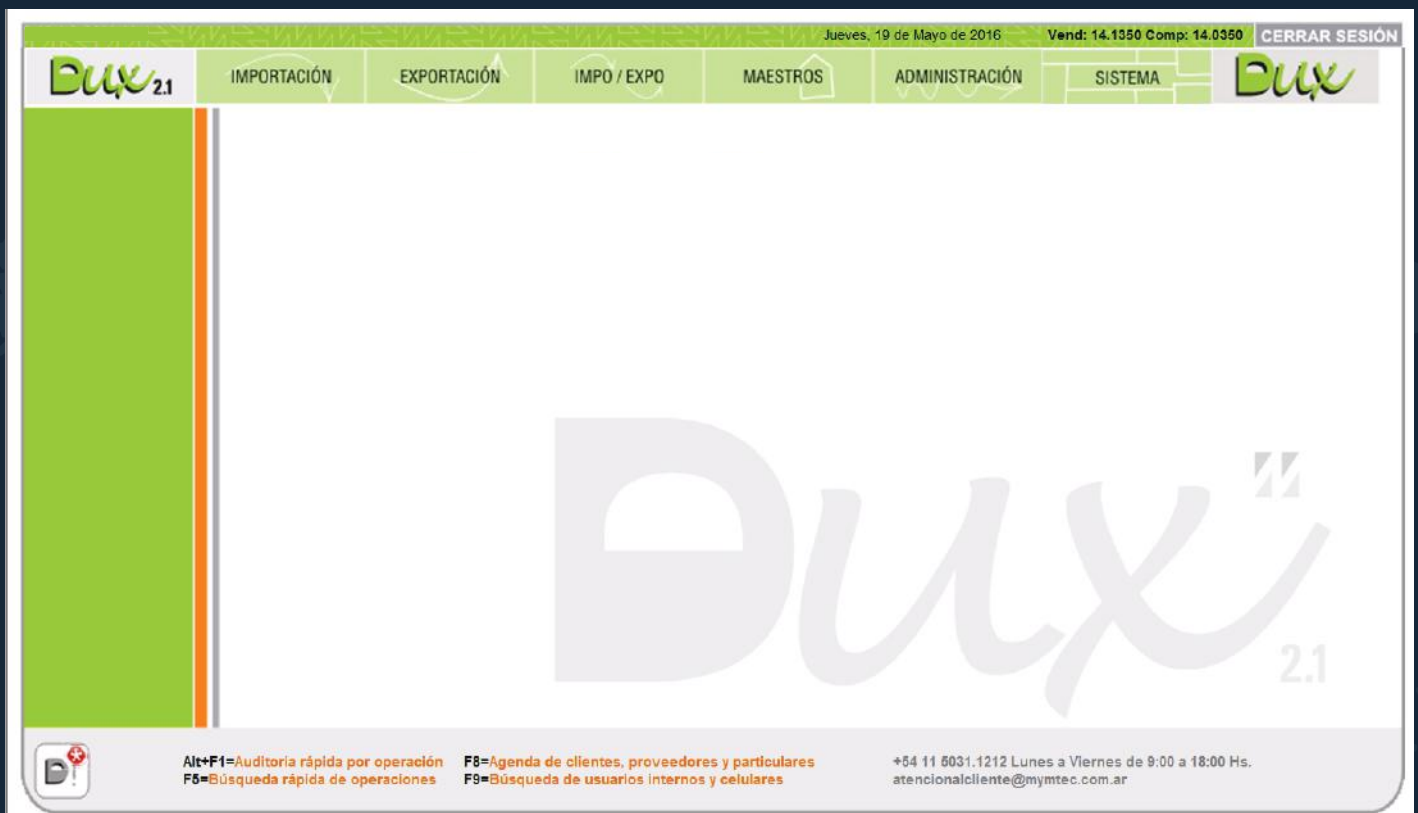 Jueves, 19 de Mayo de 2016 Vend: 14.1350 Comp: 14.0350 CERRAR SESIÓN
Dux 2.1 IMPORTACIÓN EXPORTACIÓN IMPO / EXPO MAESTROS ADMINISTRACIÓN SISTEMA Dux
Dux
2.1
D!
Alt+F1=Auditoria rápida por operación F8=Agenda de clientes, proveedores y particulares +54 11 5031.1212 Lunes a Viernes de 9:00 a 18:00 Hs.
F5=Búsqueda rápida de operaciones F9=Búsqueda de usuarios internos y celulares atencionalcliente@mymtec.com.ar